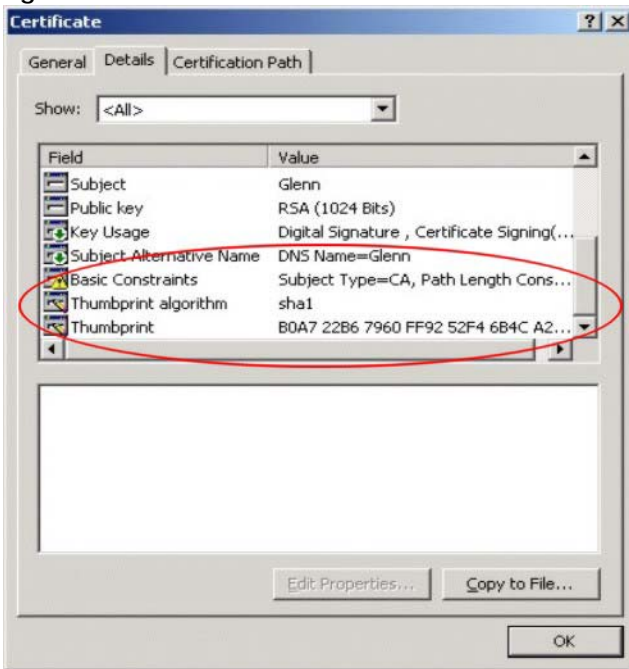 Certificate
General Details Certification Path
Show: <All>
Field Value
Subject Glenn
Public key RSA (1024 Bits)
Key Usage Digital Signature , Certificate Signing(...
Subject Alternative Name DNS Name=Glenn
Basic Constraints Subject Type=CA, Path Length Cons...
Thumbprint algorithm sha1
Thumbprint B0A7 22B6 7960 FF92 52F4 6B4C A2...
Edit Properties... Copy to File...
OK